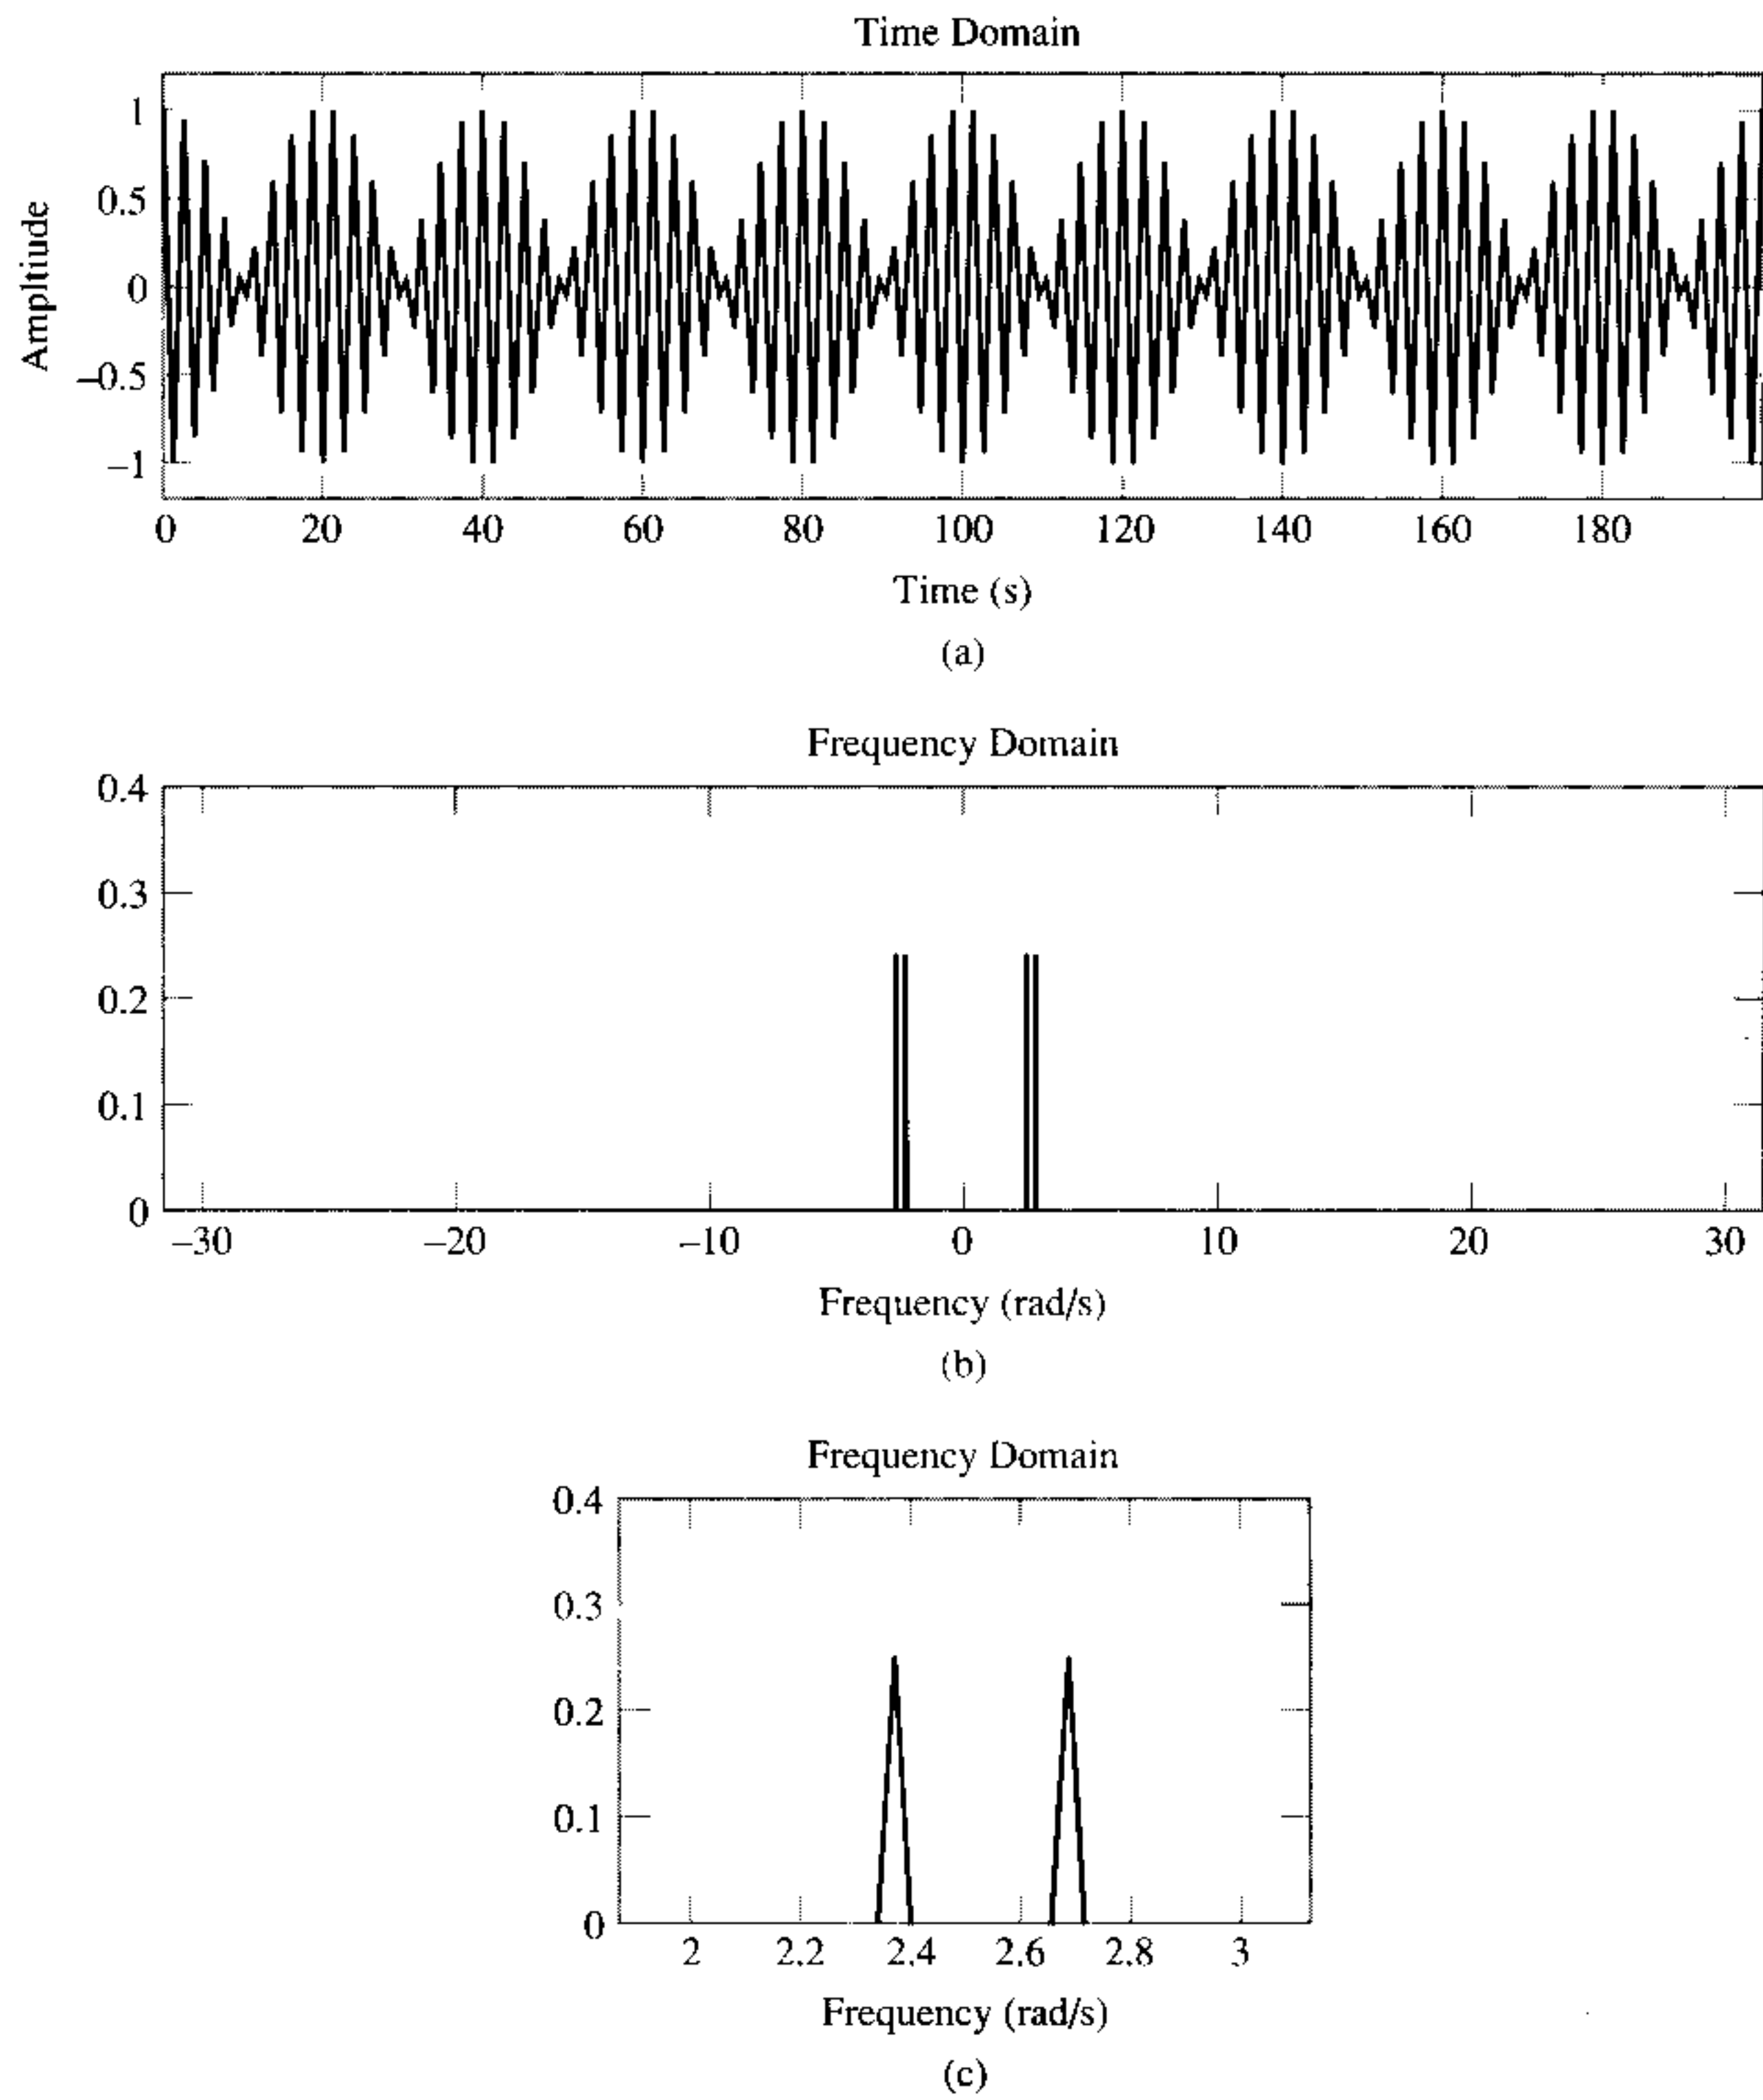 Time Domain
1
0.5
0
−0.5
−1
Ampltiude
0 20 40 60 80 100 120 140 160 180
Time (s)
(a)
Frequency Domain
0.4
0.3
0.2
0.1
0
−30 −20 −10 0 10 20 30
Frequency (rad/s)
(b)
Frequency Domain
0.4
0.3
0.2
0.1
0
2 2.2 2.4 2.6 2.8 3
Frequency (rad/s)
(c)